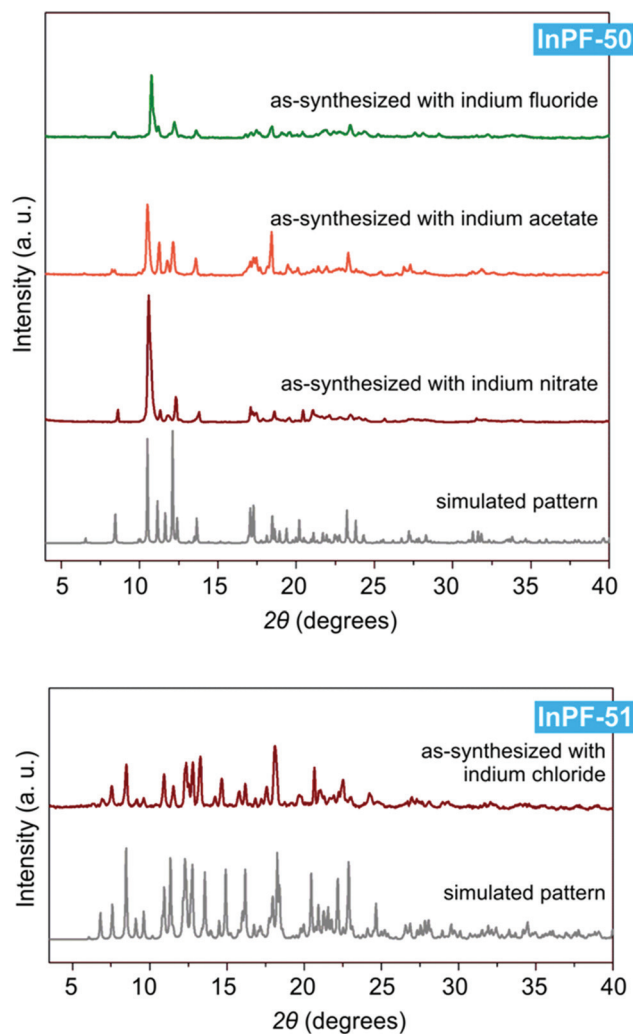 InPF-50
as-synthesized with indium fluoride
as-synthesized with indium acetate
as-synthesized with indium nitrate
simulated pattern
Intensity (a. u.)
5 10 15 20 25 30 35 40
2θ (degrees)
InPF-51
as-synthesized with
indium chloride
simulated pattern
Intensity (a. u.)
5 10 15 20 25 30 35 40
2θ (degrees)